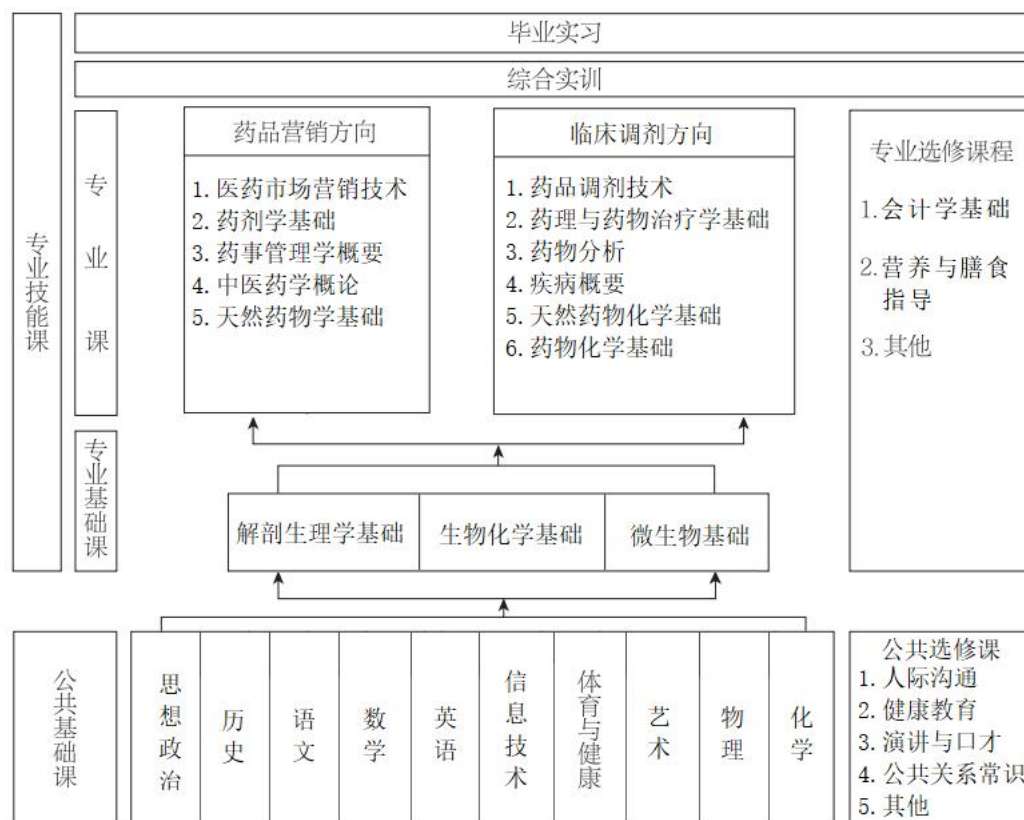 毕业实习
综合实训
专业技能课
专业课
药品营销方向
1. 医药市场营销技术
2. 药剂学基础
3. 药事管理学概要
4. 中医药学概论
5. 天然药物学基础
临床调剂方向
1. 药品调剂技术
2. 药理与药物治疗学基础
3. 药物分析
4. 疾病概要
5. 天然药物化学基础
6. 药物化学基础
专业选修课程
1.会计学基础
2.营养与膳食
指导
3.其他
专业基础课
解剖生理学基础
生物化学基础
微生物基础
公共基础课
思想政治
历史
语文
数学
英语
信息技术
体育与健康
艺术
物理
化学
公共选修课
1. 人际沟通
2. 健康教育
3. 演讲与口才
4. 公共关系常识
5. 其他